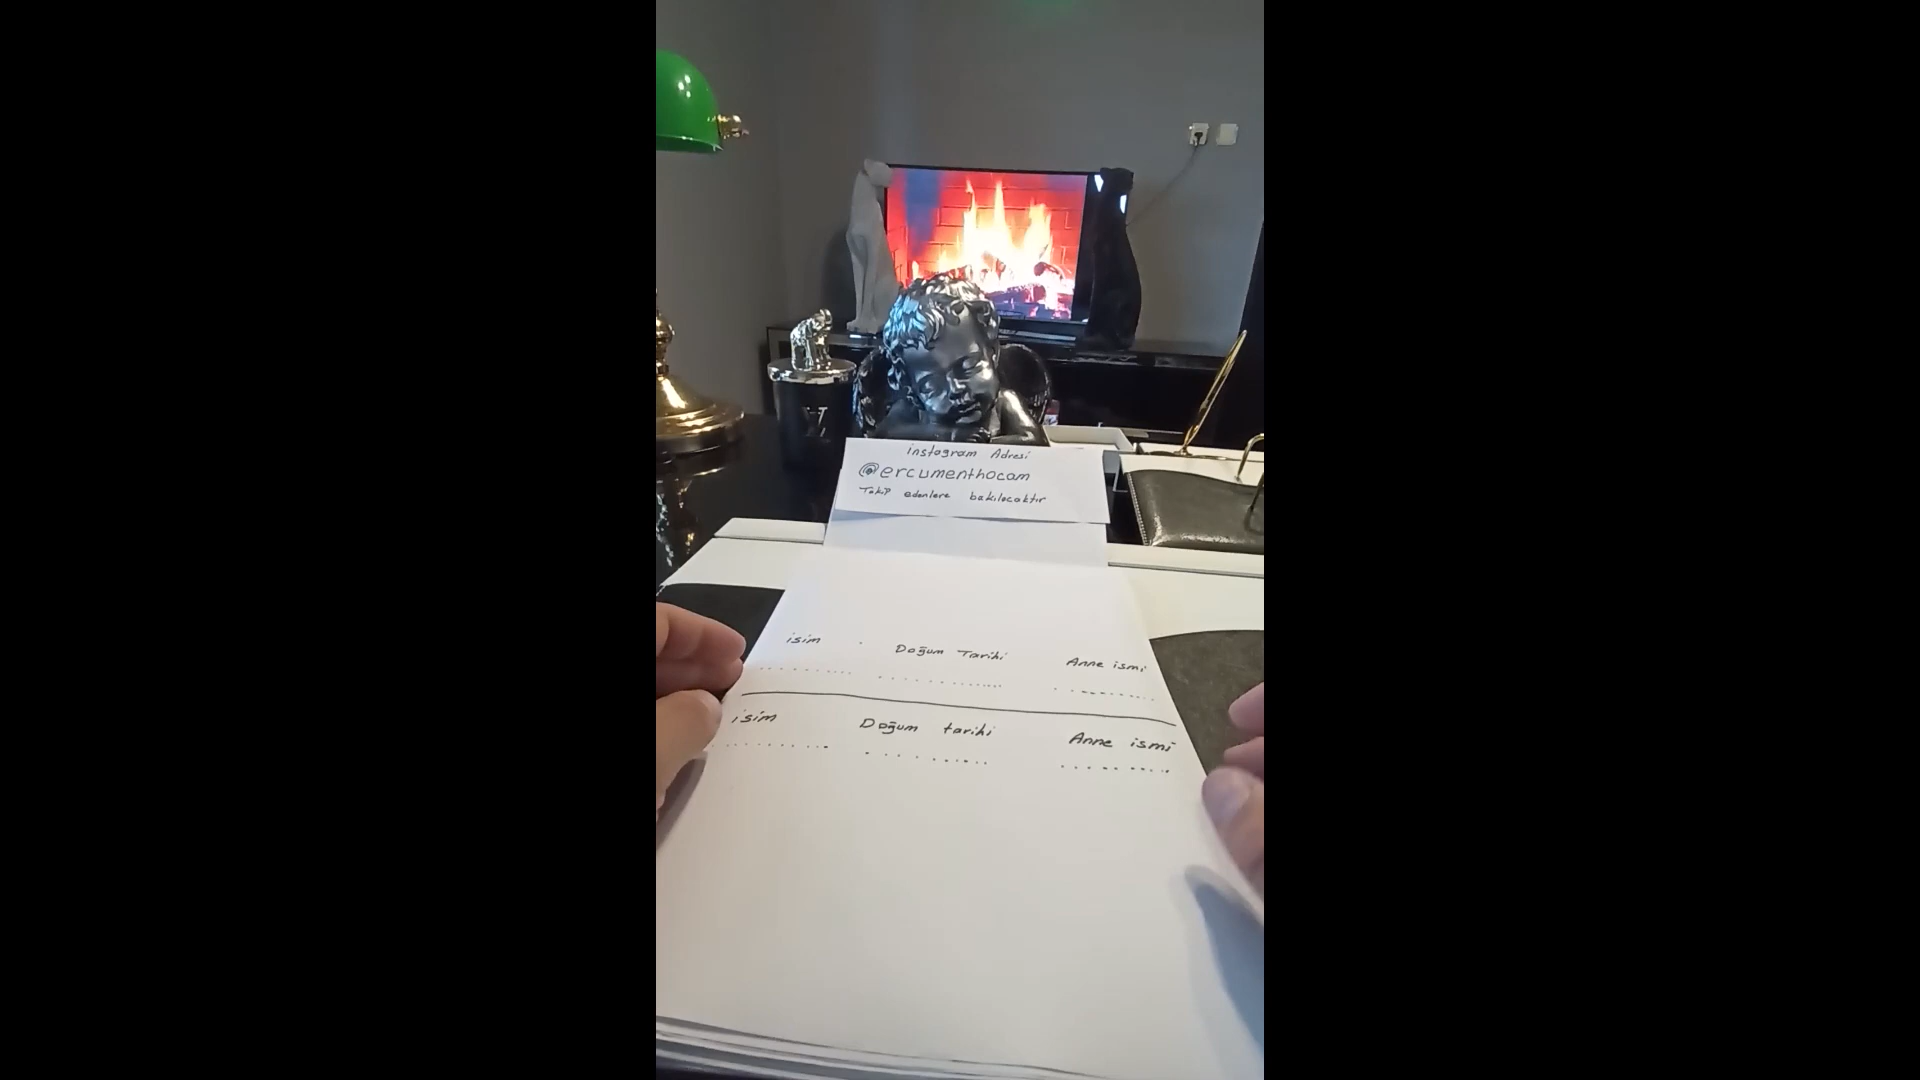 instagram Adresi
@ercumenthocam
Takip edenlere bakılacaktır
isim Doğum Tarihi Anne ismi
isim Doğum tarihi Anne ismi